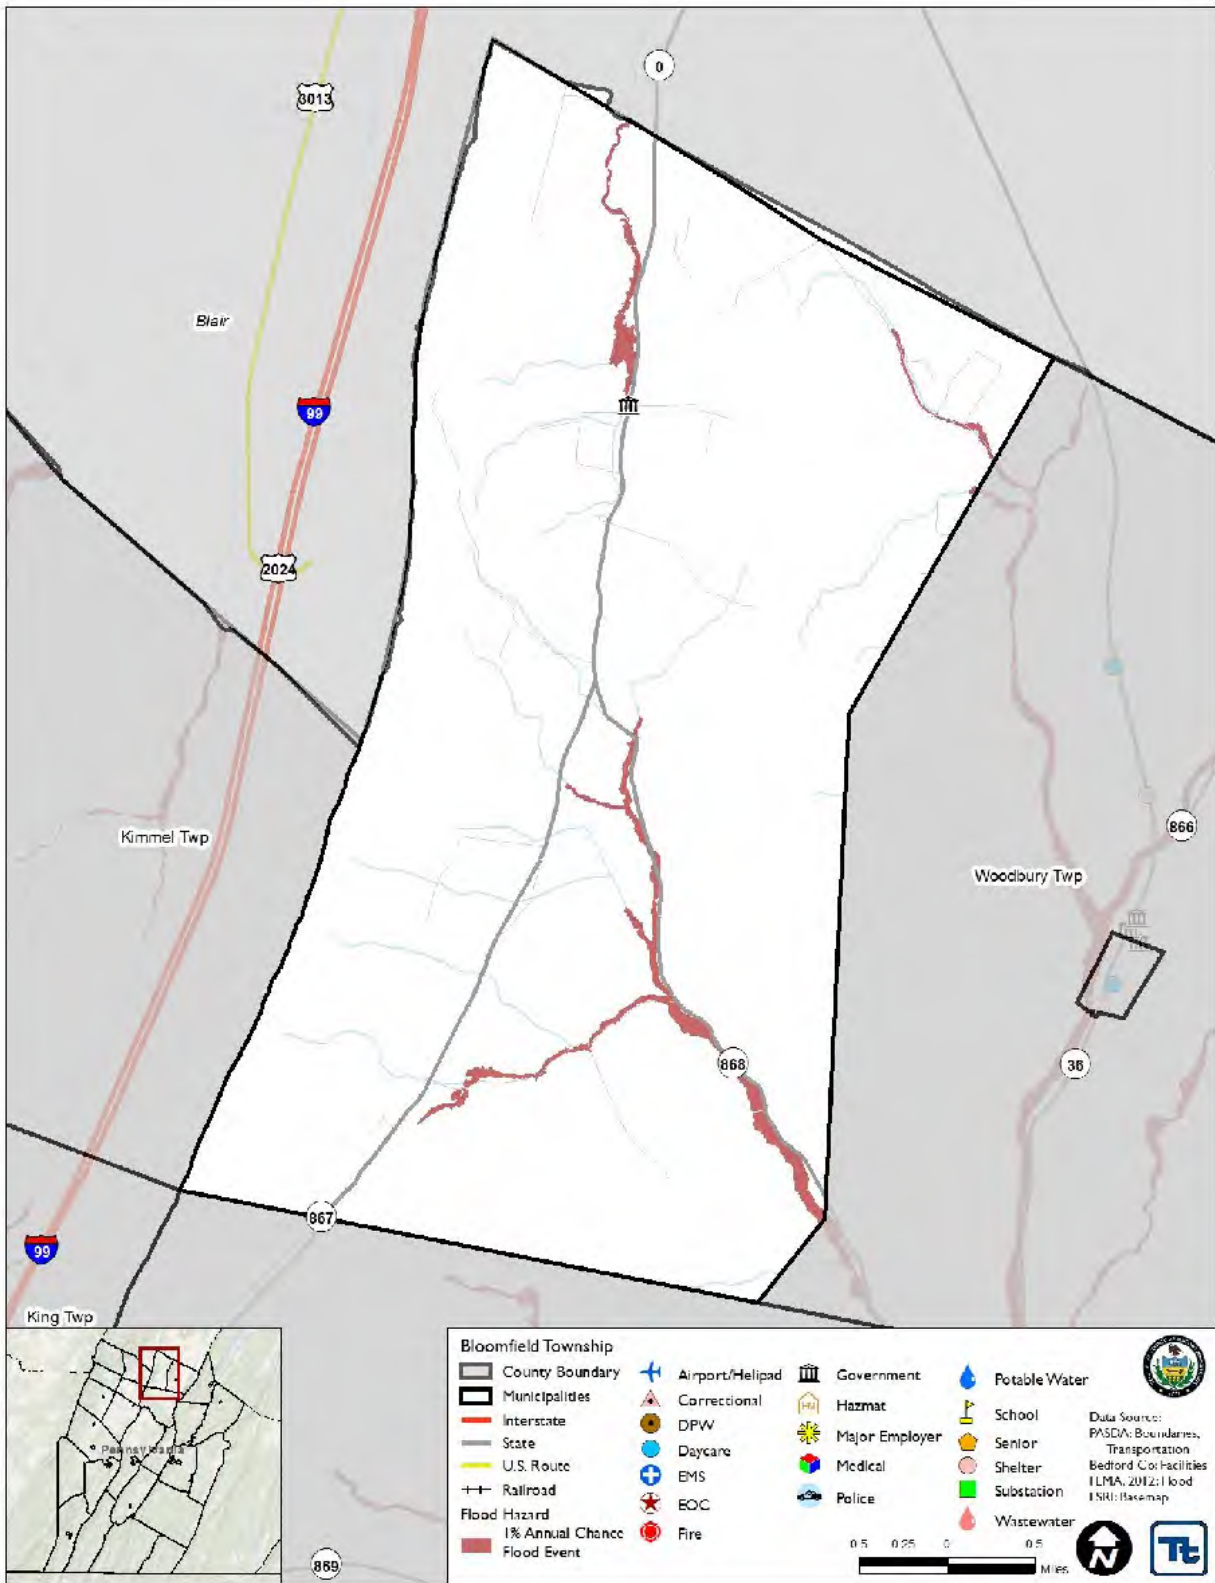 0
3013
Blair
99
2024
Kimmel Twp
866
Woodbury Twp
868
36
867
99
King Twp
869
Pennsylvania
Bloomfield Township
County Boundary
Municipalities
Interstate
State
U.S. Route
Railroad
Flood Hazard
1% Annual Chance
Flood Event
Airport/Helipad
Correctional
DPW
Daycare
EMS
EOC
Fire
Government
Hazmat
Major Employer
Medical
Police
Potable Water
School
Senior
Shelter
Substation
Wastewater
Data Source:
PASDA: Boundaries,
Transportation
Bedford Co: Facilities
FEMA, 2012: Flood
ESRI: Basemap
0.5 0.25 0 0.5
Miles
N
Tt